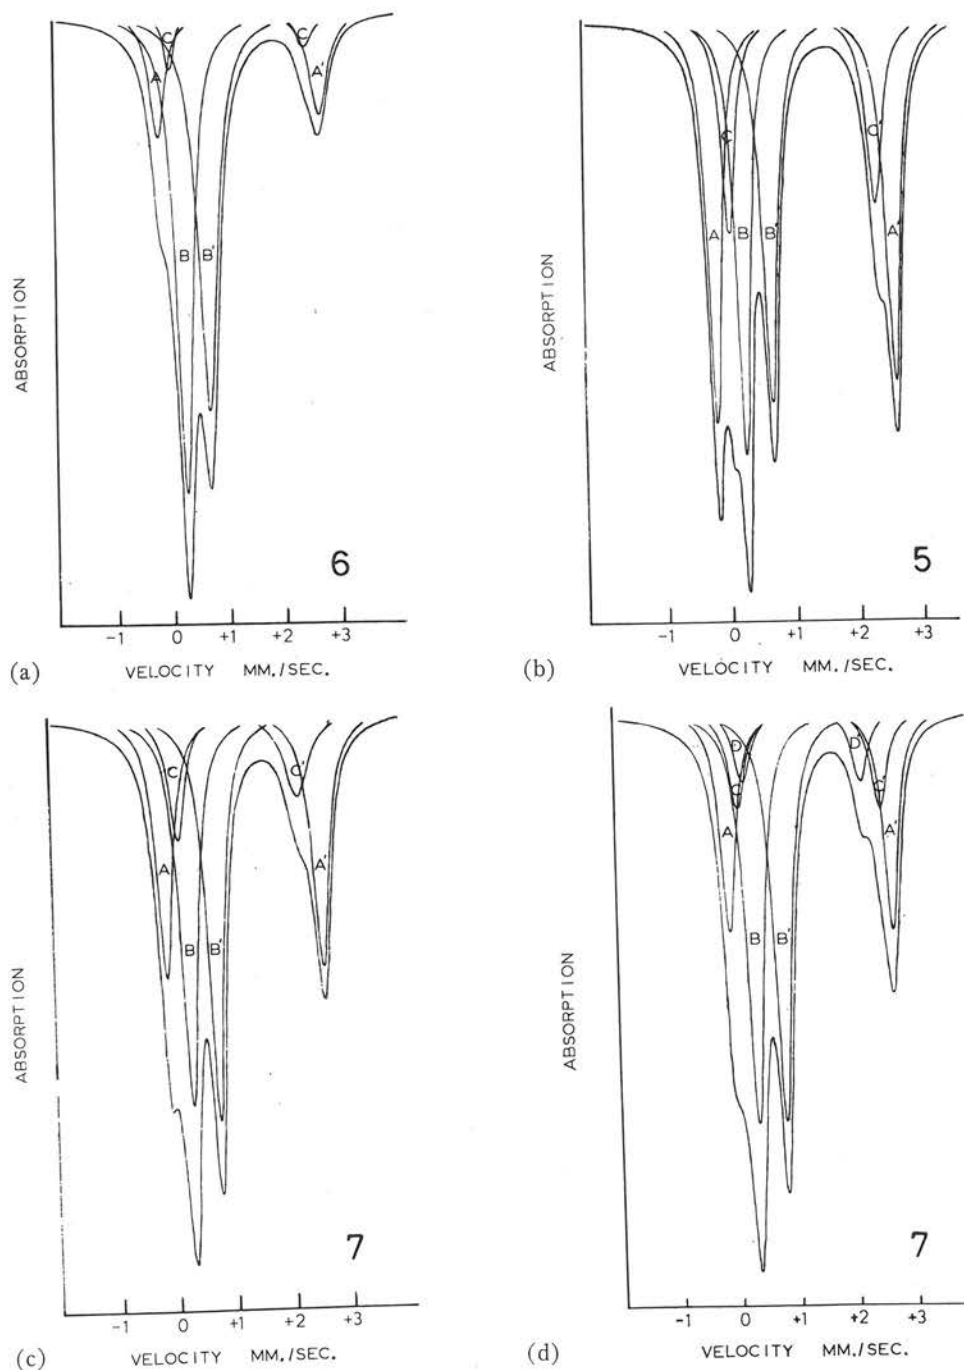 C
C
A
A'
B
B'
ABSORPTION
6
-1
0
+1
+2
+3
(a)
VELOCITY MM./SEC.
C
C'
A
B
B'
A'
ABSORPTION
5
-1
0
+1
+2
+3
(b)
VELOCITY MM./SEC.
C
C'
A
A'
B
B'
ABSORPTION
7
-1
0
+1
+2
+3
(c)
VELOCITY MM./SEC.
D
D'
C
C'
A
A'
B
B'
ABSORPTION
7
-1
0
+1
+2
+3
(d)
VELOCITY MM./SEC.